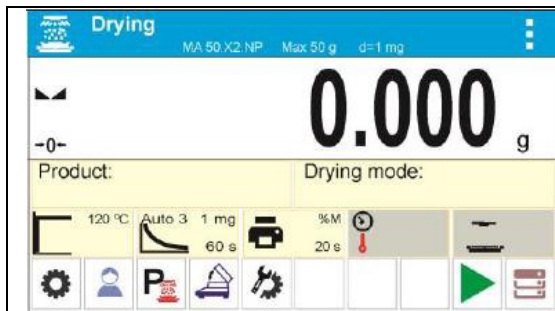 Drying
MA 50.X2.NP Max 50 g d=1 mg
0.000 g
→0←
Product: Drying mode:
120 °C Auto 3 1 mg %M
60 s 20 s
P